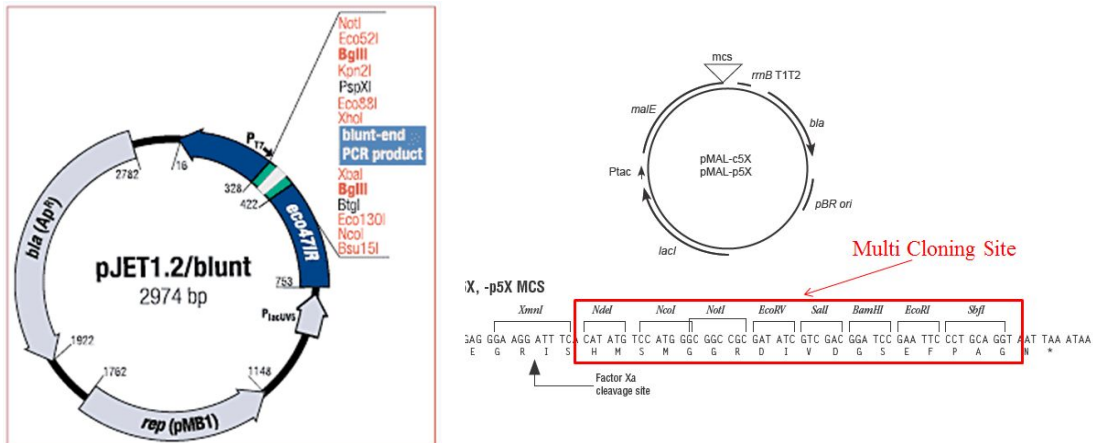 NotI
Eco52I
BglII
Kpn2I
PspXI
Eco88I
XhoI
blunt-end
PCR product
XbaI
BglII
BtgI
Eco130I
NcoI
Bsu15I
PT7
16
328
422
eco47IR
753
PlacUV5
1148
rep (pMB1)
1762
1922
bla (ApR)
2782
pJET1.2/blunt
2974 bp
mcs
rrnB T1T2
malE
bla
Ptac
pMAL-c5X
pMAL-p5X
pBR ori
lacI
Multi Cloning Site
5X, -p5X MCS
XmnI NdeI NcoI NotI EcoRV SalI BamHI EcoRI SbfI
GAG GGA AGG ATT TCA CAT ATG TCC ATG GGC GGC CGC GAT ATC GTC GAC GGA TCC GAA TTC CCT GCA GGT AAT TAA ATAA
E G R I S H M S M G G R D I V D G S E F P A G N *
Factor Xa
cleavage site